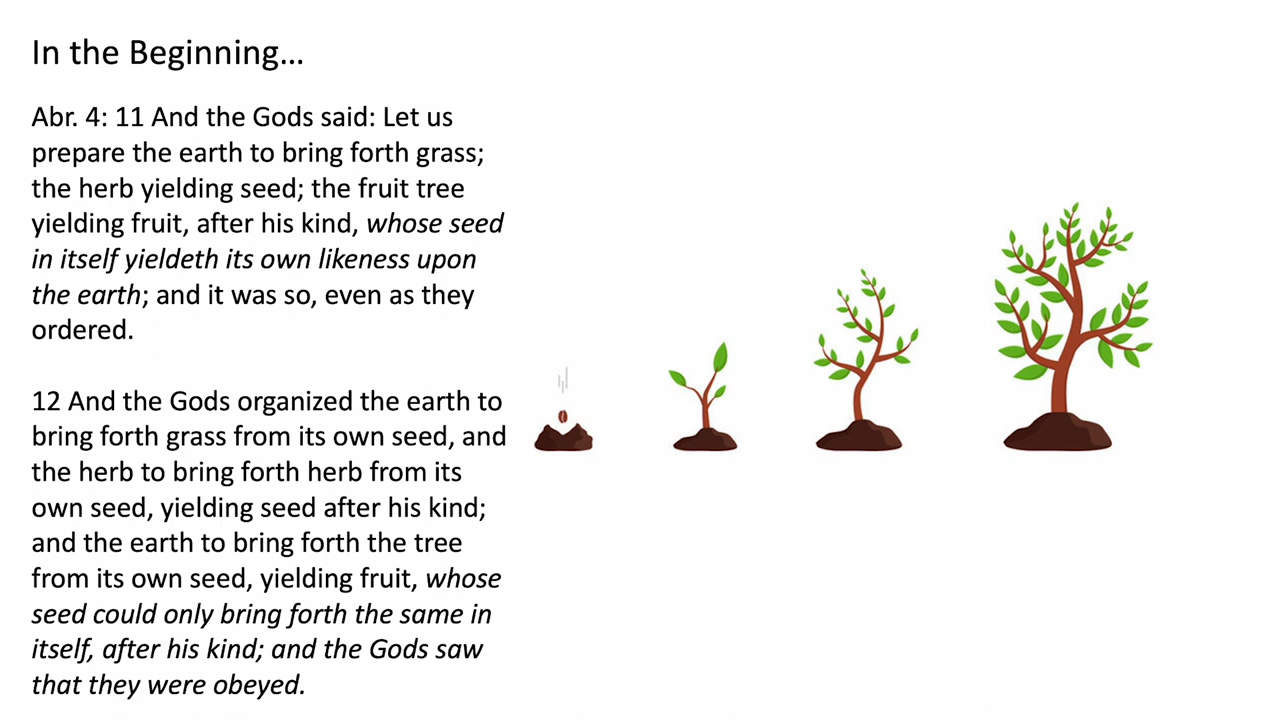 In the Beginning…
Abr. 4: 11 And the Gods said: Let us
prepare the earth to bring forth grass;
the herb yielding seed; the fruit tree
yielding fruit, after his kind, whose seed
in itself yieldeth its own likeness upon
the earth; and it was so, even as they
ordered.
12 And the Gods organized the earth to
bring forth grass from its own seed, and
the herb to bring forth herb from its
own seed, yielding seed after his kind;
and the earth to bring forth the tree
from its own seed, yielding fruit, whose
seed could only bring forth the same in
itself, after his kind; and the Gods saw
that they were obeyed.